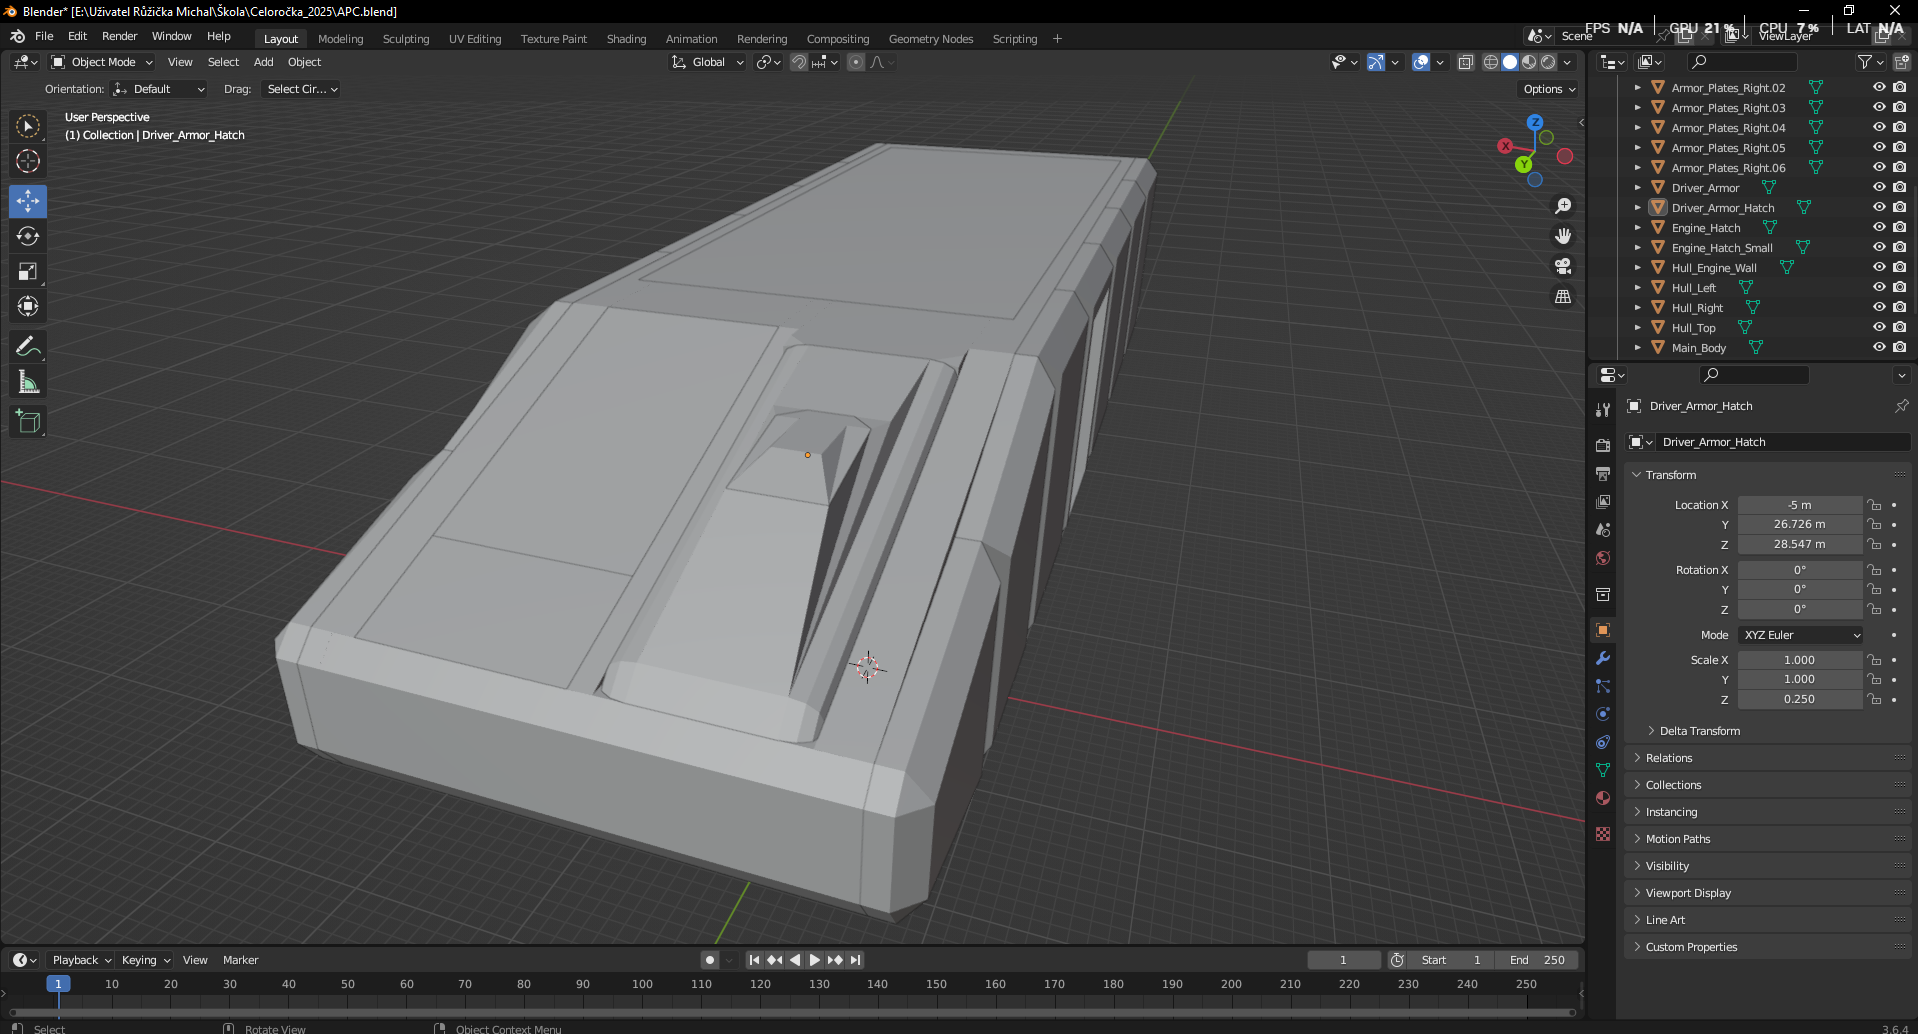 Blender* [E:\Uživatel Růžička Michal\Škola\Celoročka_2025\APC.blend]
FPS N/A GPU 21 % CPU 7 % LAT N/A
File Edit Render Window Help Layout Modeling Sculpting UV Editing Texture Paint Shading Animation Rendering Compositing Geometry Nodes Scripting + Scene ViewLayer
Object Mode View Select Add Object Global
Orientation: Default Drag: Select Cir... Options
User Perspective
(1) Collection | Driver_Armor_Hatch
Z
X
Y
Armor_Plates_Right.02
Armor_Plates_Right.03
Armor_Plates_Right.04
Armor_Plates_Right.05
Armor_Plates_Right.06
Driver_Armor
Driver_Armor_Hatch
Engine_Hatch
Engine_Hatch_Small
Hull_Engine_Wall
Hull_Left
Hull_Right
Hull_Top
Main_Body
Driver_Armor_Hatch
Driver_Armor_Hatch
Transform
Location X -5 m
Y 26.726 m
Z 28.547 m
Rotation X 0°
Y 0°
Z 0°
Mode XYZ Euler
Scale X 1.000
Y 1.000
Z 0.250
Delta Transform
Relations
Collections
Instancing
Motion Paths
Visibility
Viewport Display
Line Art
Custom Properties
Playback Keying View Marker 1 Start 1 End 250
1 10 20 30 40 50 60 70 80 90 100 110 120 130 140 150 160 170 180 190 200 210 220 230 240 250
Select Rotate View Object Context Menu 3.6.4